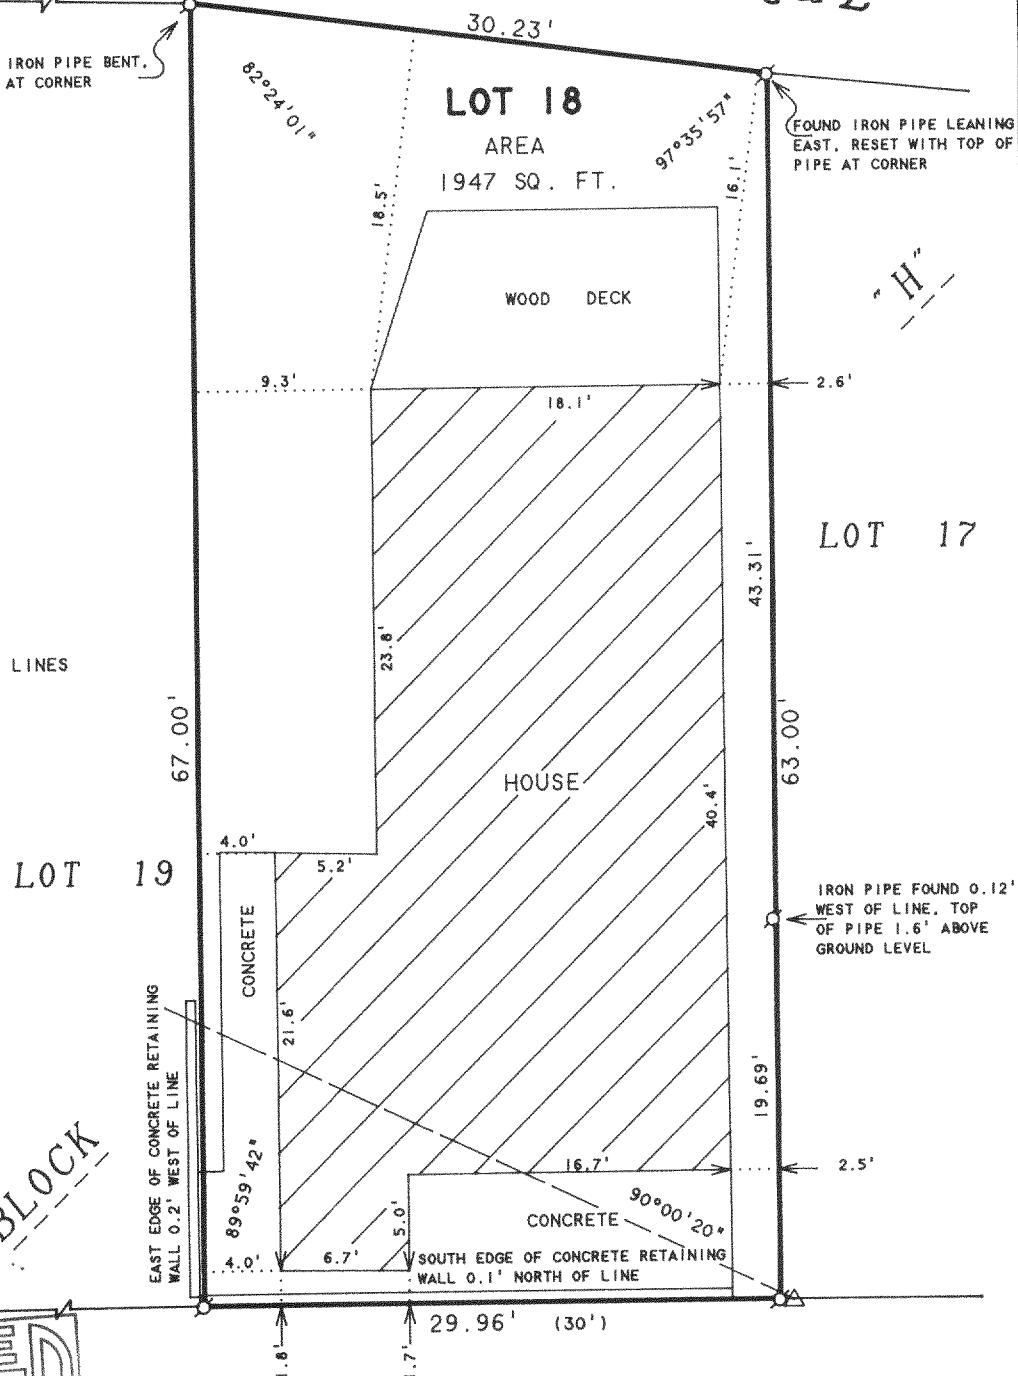 30.23'
IRON PIPE BENT,
AT CORNER
82°24'01"
LOT 18
AREA
1947 SQ. FT.
97°35'57"
FOUND IRON PIPE LEANING
EAST, RESET WITH TOP OF
PIPE AT CORNER
18.5'
16.1'
WOOD DECK
"H"
9.3'
18.1'
2.6'
LOT 17
43.31'
23.8'
LINES
67.00'
63.00'
HOUSE
40.4'
4.0'
5.2'
LOT 19
IRON PIPE FOUND 0.12'
WEST OF LINE, TOP
OF PIPE 1.6' ABOVE
GROUND LEVEL
CONCRETE
21.6'
EAST EDGE OF CONCRETE RETAINING
WALL 0.2' WEST OF LINE
19.69'
BLOCK
89°59'42"
16.7'
2.5'
90°00'20"
CONCRETE
5.0'
4.0'
6.7'
SOUTH EDGE OF CONCRETE RETAINING
WALL 0.1' NORTH OF LINE
29.96' (30')
1.8'
1.7'
ED